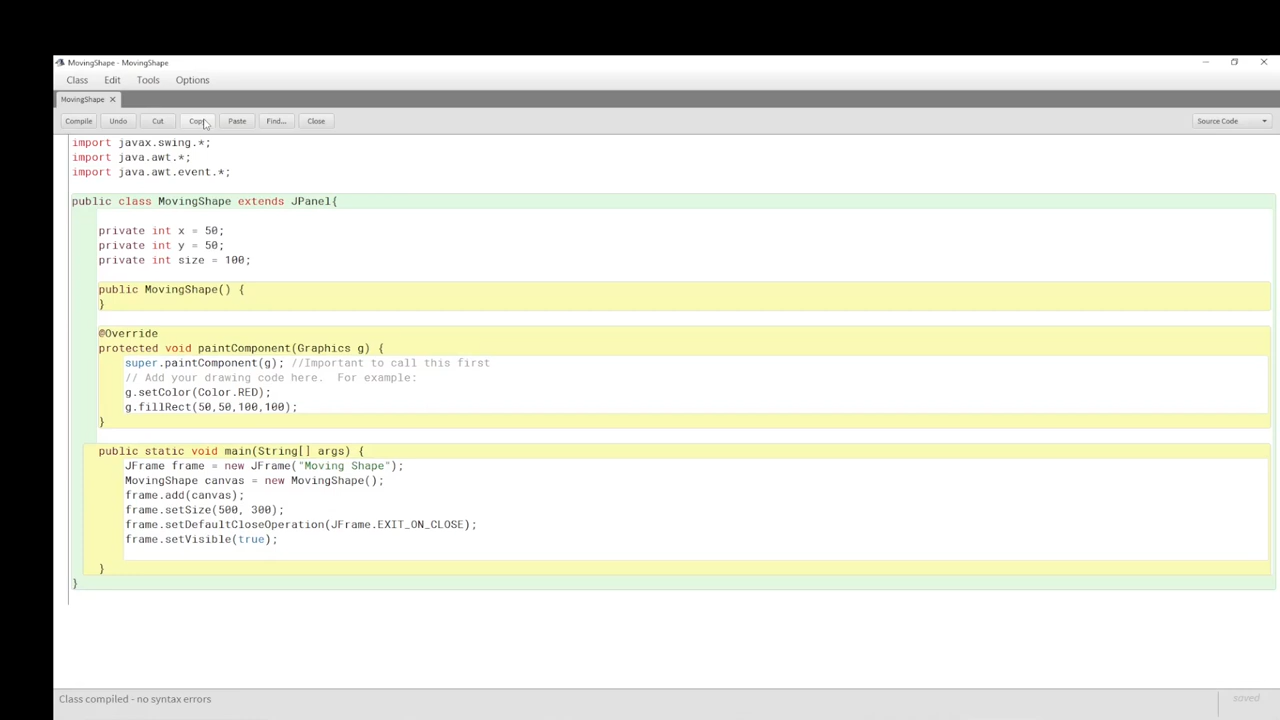 MovingShape - MovingShape
Class Edit Tools Options
MovingShape ×
Compile Undo Cut Copy Paste Find... Close Source Code
import javax.swing.*;
import java.awt.*;
import java.awt.event.*;
public class MovingShape extends JPanel{
private int x = 50;
private int y = 50;
private int size = 100;
public MovingShape() {
}
@Override
protected void paintComponent(Graphics g) {
super.paintComponent(g); //Important to call this first
// Add your drawing code here.  For example:
g.setColor(Color.RED);
g.fillRect(50,50,100,100);
}
public static void main(String[] args) {
JFrame frame = new JFrame("Moving Shape");
MovingShape canvas = new MovingShape();
frame.add(canvas);
frame.setSize(500, 300);
frame.setDefaultCloseOperation(JFrame.EXIT_ON_CLOSE);
frame.setVisible(true);
}
}
Class compiled - no syntax errors
saved